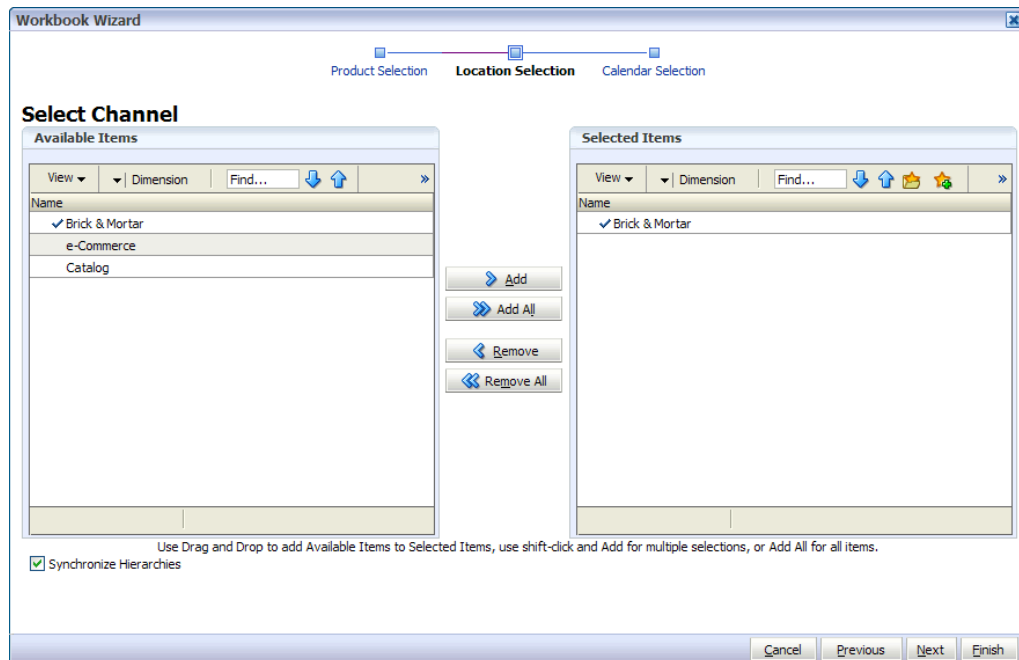 Workbook Wizard
Product Selection Location Selection Calendar Selection
Select Channel
Available Items
View Dimension Find... »
Name
Brick & Mortar
e-Commerce
Catalog
Add
Add All
Remove
Remove All
Selected Items
View Dimension Find... »
Name
Brick & Mortar
Use Drag and Drop to add Available Items to Selected Items, use shift-click and Add for multiple selections, or Add All for all items.
Synchronize Hierarchies
Cancel Previous Next Finish